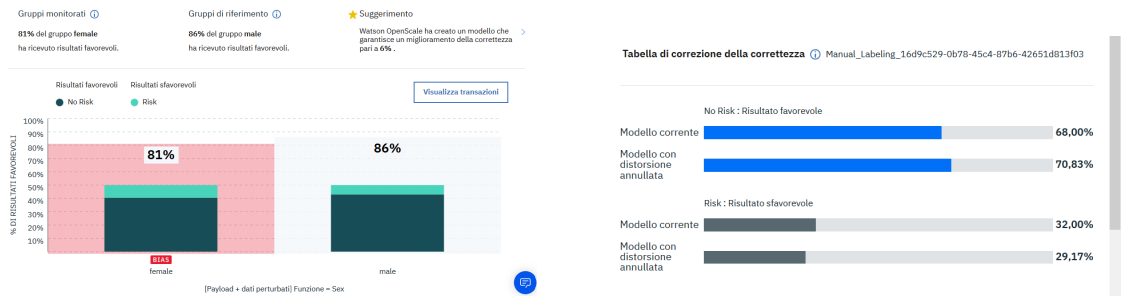 Gruppi monitorati
81% del gruppo female
ha ricevuto risultati favorevoli.
Gruppi di riferimento
86% del gruppo male
ha ricevuto risultati favorevoli.
Suggerimento
Watson OpenScale ha creato un modello che
garantisce un miglioramento della correttezza
pari a 6% .
Risultati favorevoli
No Risk
Risultati sfavorevoli
Risk
Visualizza transazioni
% DI RISULTATI FAVOREVOLI
100%
90%
80%
70%
60%
50%
40%
30%
20%
10%
81%
86%
BIAS
female
male
[Payload + dati perturbati] Funzione = Sex
Tabella di correzione della correttezza Manual_Labeling_16d9c529-0b78-45c4-87b6-42651d813f03
No Risk : Risultato favorevole
Modello corrente 68,00%
Modello con
distorsione
annullata
70,83%
Risk : Risultato sfavorevole
Modello corrente 32,00%
Modello con
distorsione
annullata
29,17%